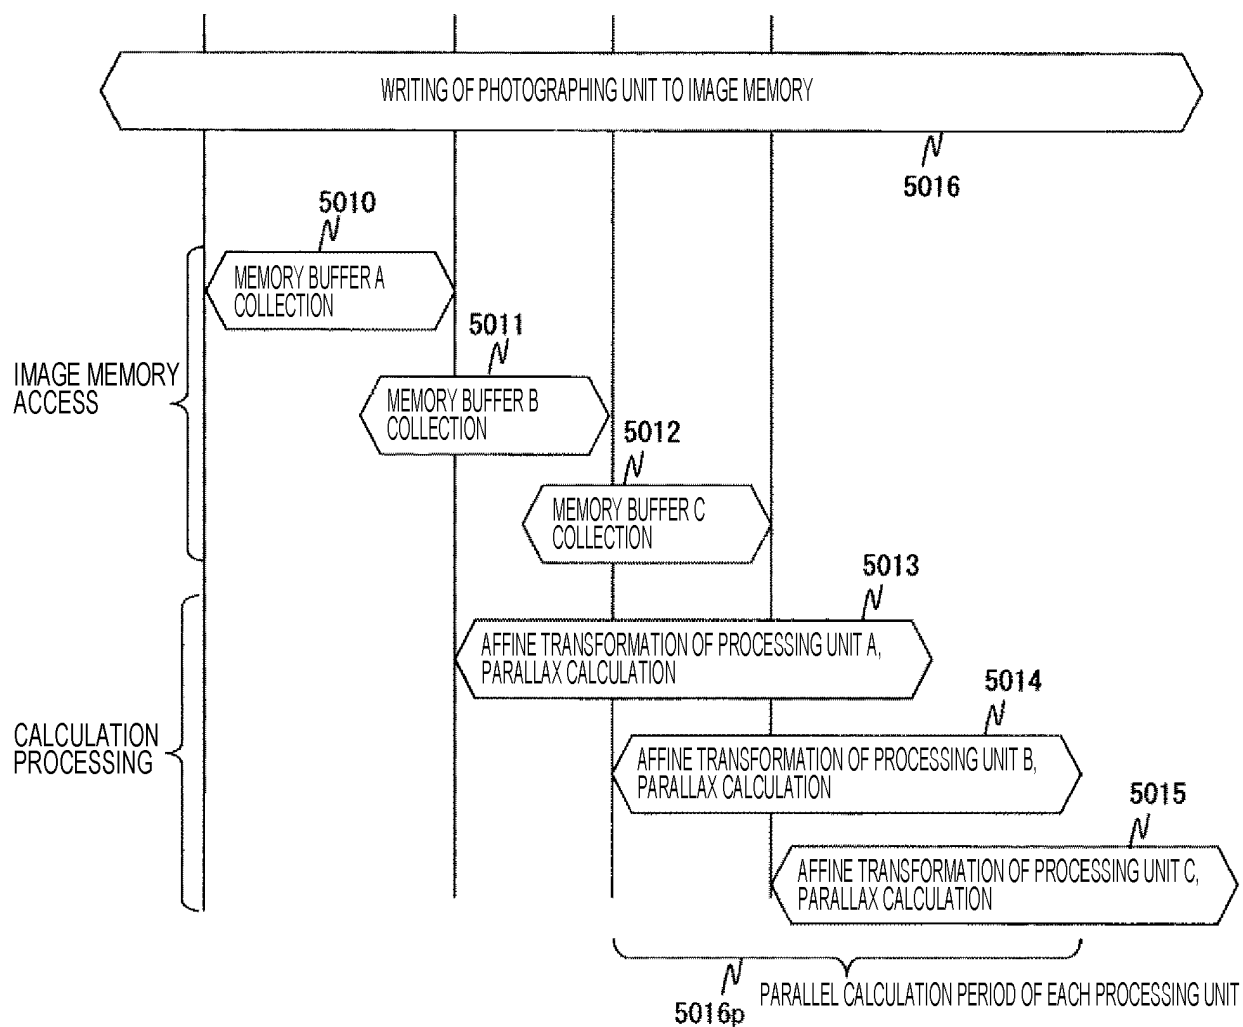 WRITING OF PHOTOGRAPHING UNIT TO IMAGE MEMORY
5016
5010
MEMORY BUFFER A
COLLECTION
5011
IMAGE MEMORY
ACCESS
MEMORY BUFFER B
COLLECTION
5012
MEMORY BUFFER C
COLLECTION
5013
AFFINE TRANSFORMATION OF PROCESSING UNIT A,
PARALLAX CALCULATION
5014
CALCULATION
PROCESSING
AFFINE TRANSFORMATION OF PROCESSING UNIT B,
PARALLAX CALCULATION
5015
AFFINE TRANSFORMATION OF PROCESSING UNIT C,
PARALLAX CALCULATION
5016p
PARALLEL CALCULATION PERIOD OF EACH PROCESSING UNIT